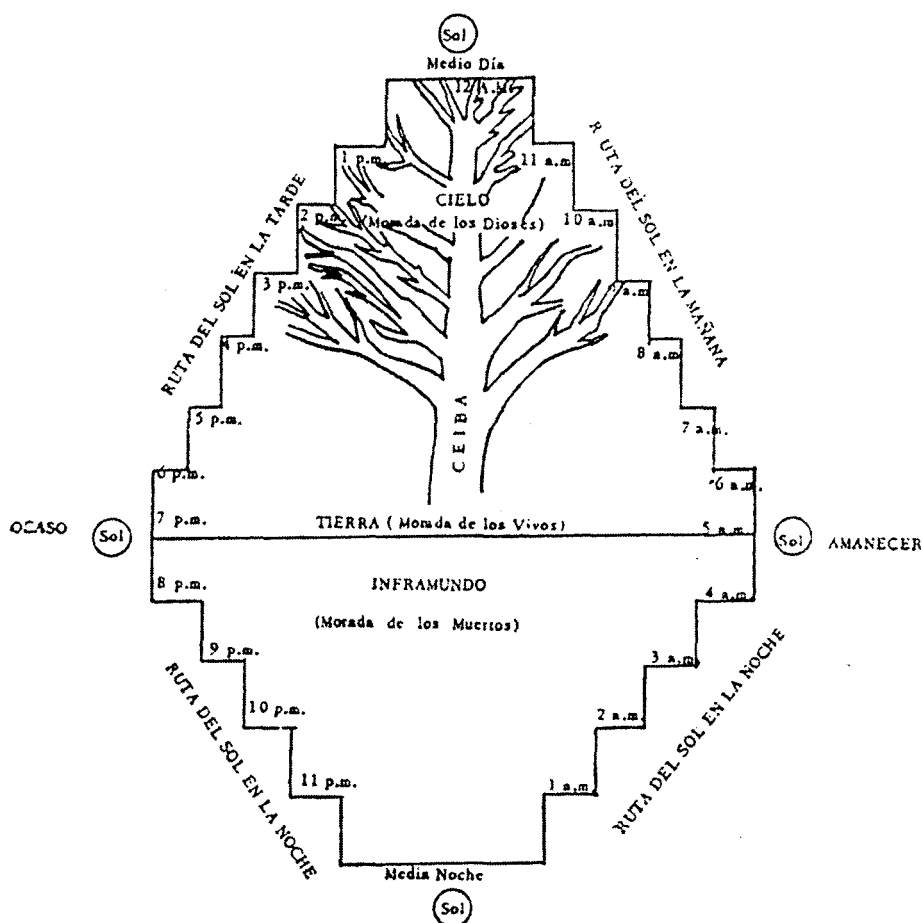 Sol
Medio Día
12 A.M.
1 p.m.
11 a.m
CIELO
2 p.m.
(Morada de los Dioses)
10 a.m
3 p.m.
a.m.
4 p.m.
8 a.m.
5 p.m.
7 a.m.
CEIBA
6 p.m.
6 a.m.
7 p.m.
TIERRA (Morada de los Vivos)
5 a.m
OCASO
Sol
Sol
AMANECER
8 p.m.
INFRAMUNDO
4 a.m
(Morada de los Muertos)
9 p.m.
3 a.m
10 p.m.
2 a.m.
11 p.m.
1 a.m
Media Noche
Sol
RUTA DEL SOL EN LA TARDE
RUTA DEL SOL EN LA MAÑANA
RUTA DEL SOL EN LA NOCHE
RUTA DEL SOL EN LA NOCHE